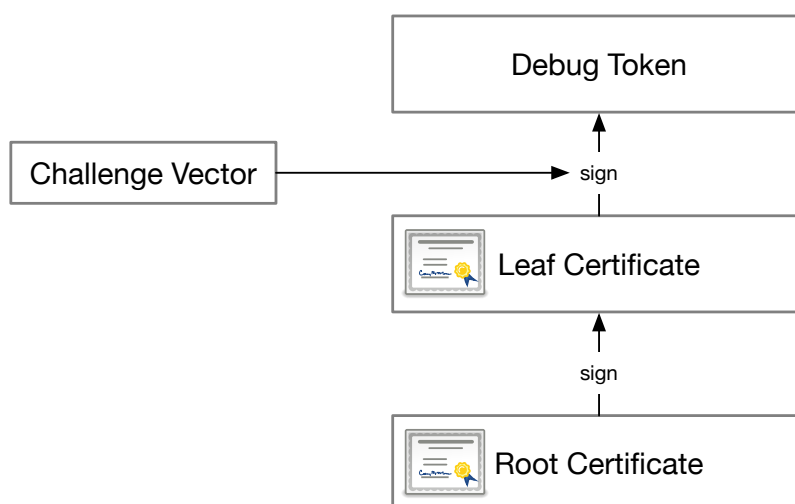 Debug Token
Challenge Vector
sign
Leaf Certificate
sign
Root Certificate